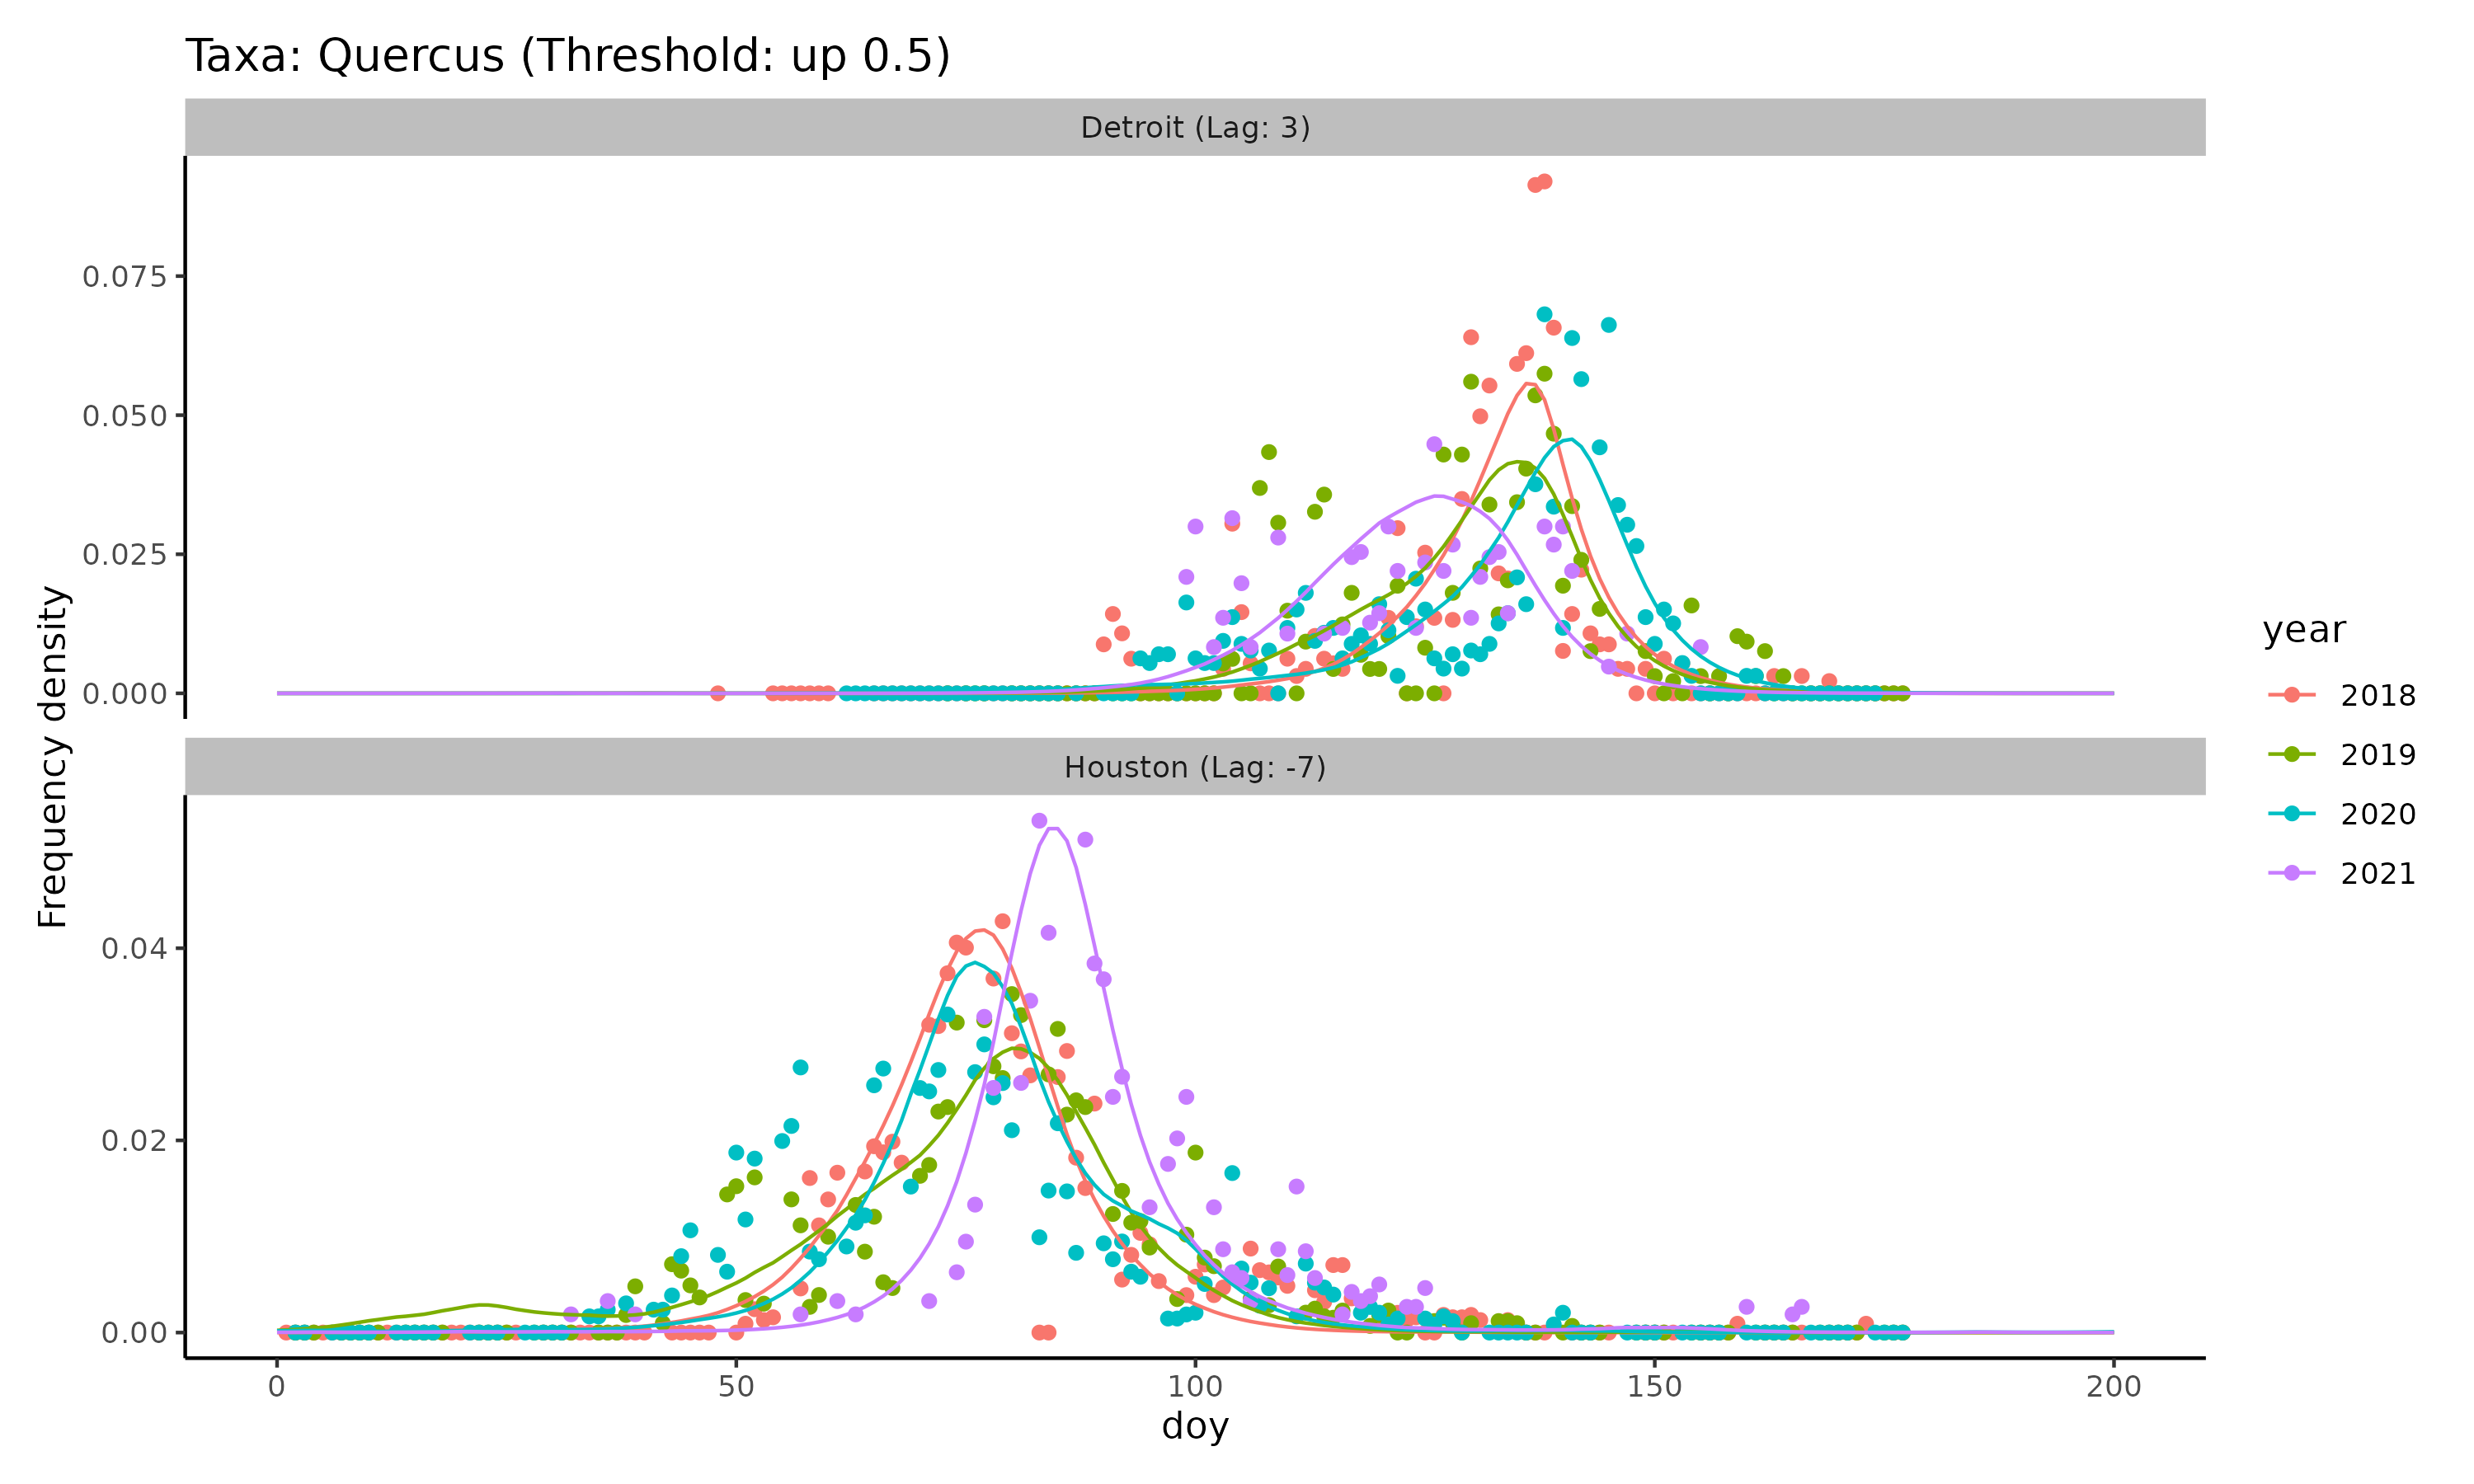 Taxa: Quercus (Threshold: up 0.5)
Detroit (Lag: 3)
0.075
0.050
0.025
0.000
Houston (Lag: -7)
0.04
0.02
0.00
0 50 100 150 200
doy
Frequency density
year
2018
2019
2020
2021